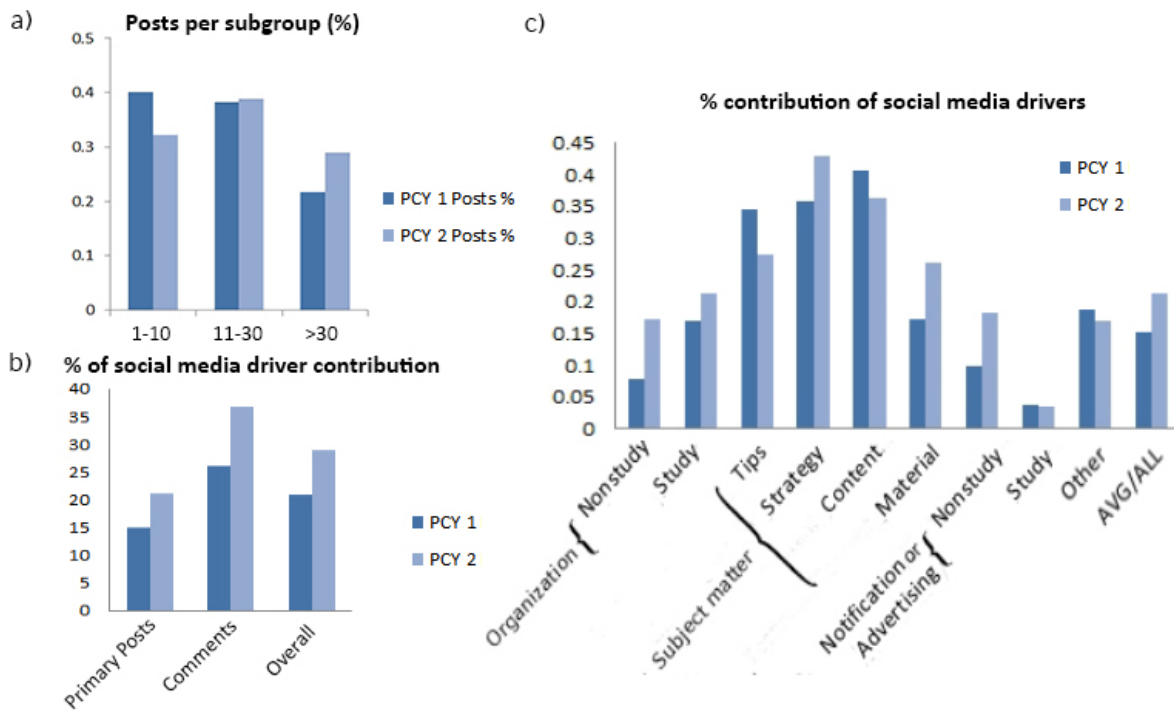 a)
Posts per subgroup (%)
0.5
0.4
0.3
0.2
0.1
0
1-10 11-30 >30
PCY 1 Posts %
PCY 2 Posts %
b)
% of social media driver contribution
40
35
30
25
20
15
10
5
0
Primary Posts
Comments
Overall
PCY 1
PCY 2
c)
% contribution of social media drivers
0.45
0.4
0.35
0.3
0.25
0.2
0.15
0.1
0.05
0
PCY 1
PCY 2
Nonstudy
Study
Tips
Strategy
Content
Material
Nonstudy
Study
Other
AVG/ALL
Organization
Subject matter
Notification or
Advertising